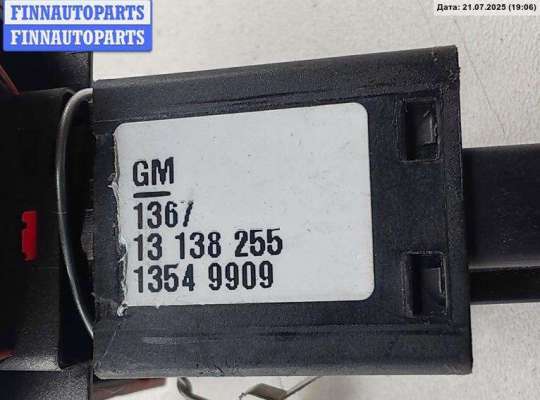 FINNAUTOPARTS
FINNAUTOPARTS
Дата: 21.07.2025 (19:06)
GM
1367
13 138 255
1354 9909